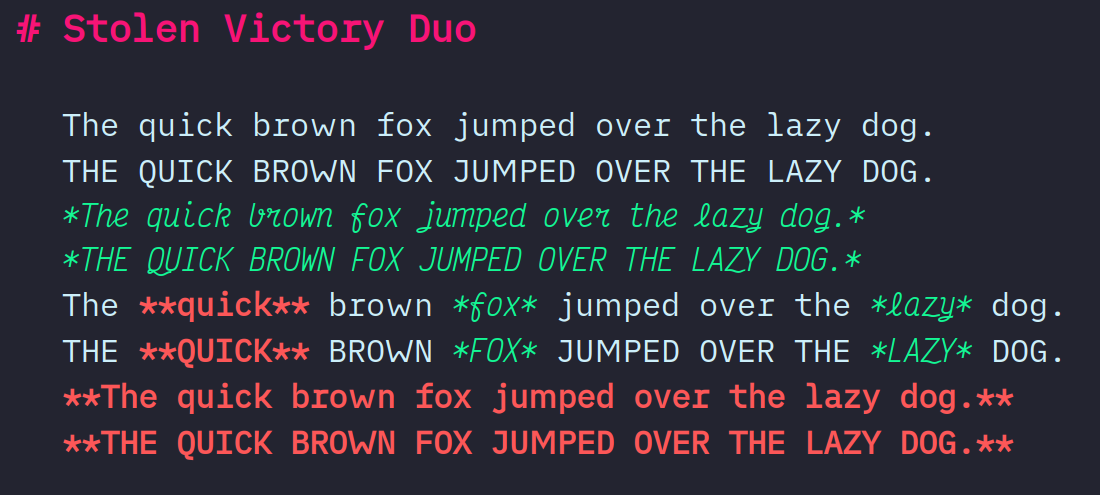 # Stolen Victory Duo
The quick brown fox jumped over the lazy dog.
THE QUICK BROWN FOX JUMPED OVER THE LAZY DOG.
*The quick brown fox jumped over the lazy dog.*
*THE QUICK BROWN FOX JUMPED OVER THE LAZY DOG.*
The **quick** brown *fox* jumped over the *lazy* dog.
THE **QUICK** BROWN *FOX* JUMPED OVER THE *LAZY* DOG.
**The quick brown fox jumped over the lazy dog.**
**THE QUICK BROWN FOX JUMPED OVER THE LAZY DOG.**